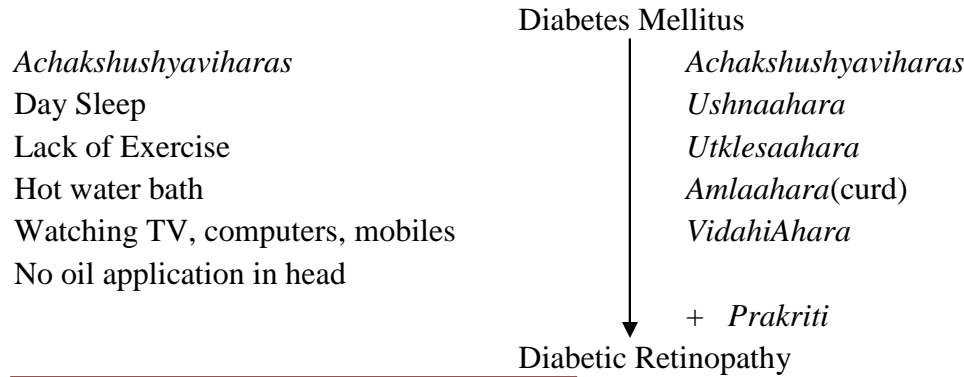 Diabetes Mellitus
Achakshushyaviharas
Day Sleep
Lack of Exercise
Hot water bath
Watching TV, computers, mobiles
No oil application in head
Achakshushyaviharas
Ushnaahara
Utklesaahara
Amlaahara(curd)
VidahiAhara
+ Prakriti
Diabetic Retinopathy